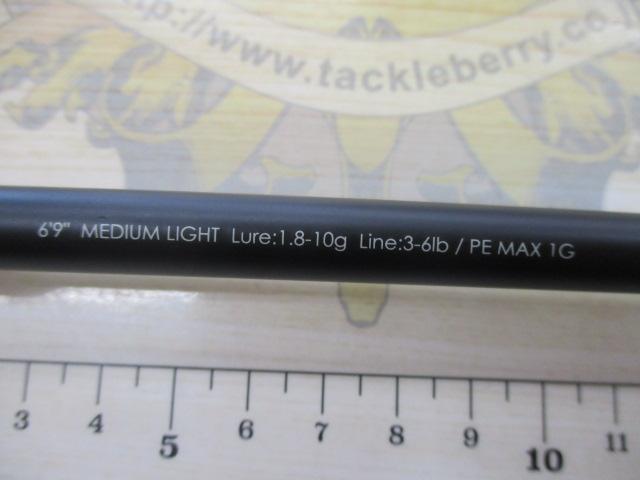 http://www.tackleberry.co.jp
6'9" MEDIUM LIGHT Lure:1.8-10g Line:3-6lb / PE MAX 1G
3 4 5 6 7 8 9 10 11